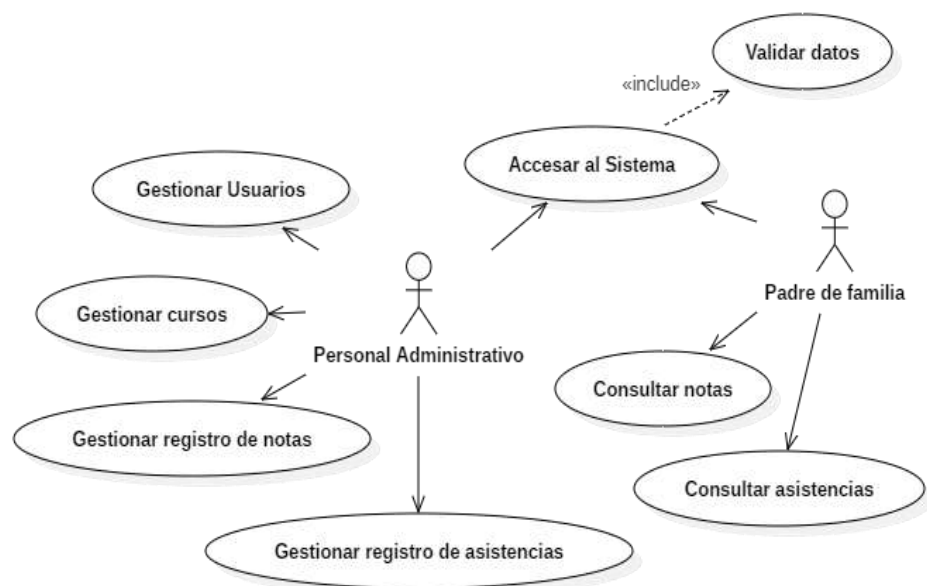 Validar datos
«include»
Accesar al Sistema
Gestionar Usuarios
Padre de familia
Gestionar cursos
Personal Administrativo
Consultar notas
Gestionar registro de notas
Consultar asistencias
Gestionar registro de asistencias